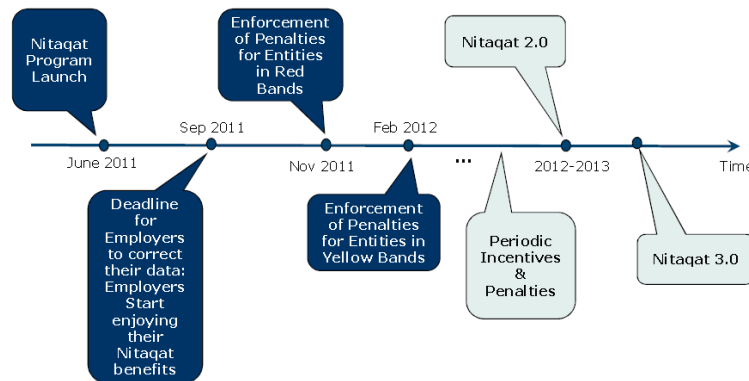 Nitaqat
Program
Launch
Enforcement
of Penalties
for Entities
in Red
Bands
Nitaqat 2.0
Sep 2011
Feb 2012
June 2011
Nov 2011
...
2012-2013
Time
Deadline
for
Employers
to correct
their data:
Employers
Start
enjoying
their
Nitaqat
benefits
Enforcement
of Penalties
for Entities in
Yellow Bands
Periodic
Incentives
&
Penalties
Nitaqat 3.0